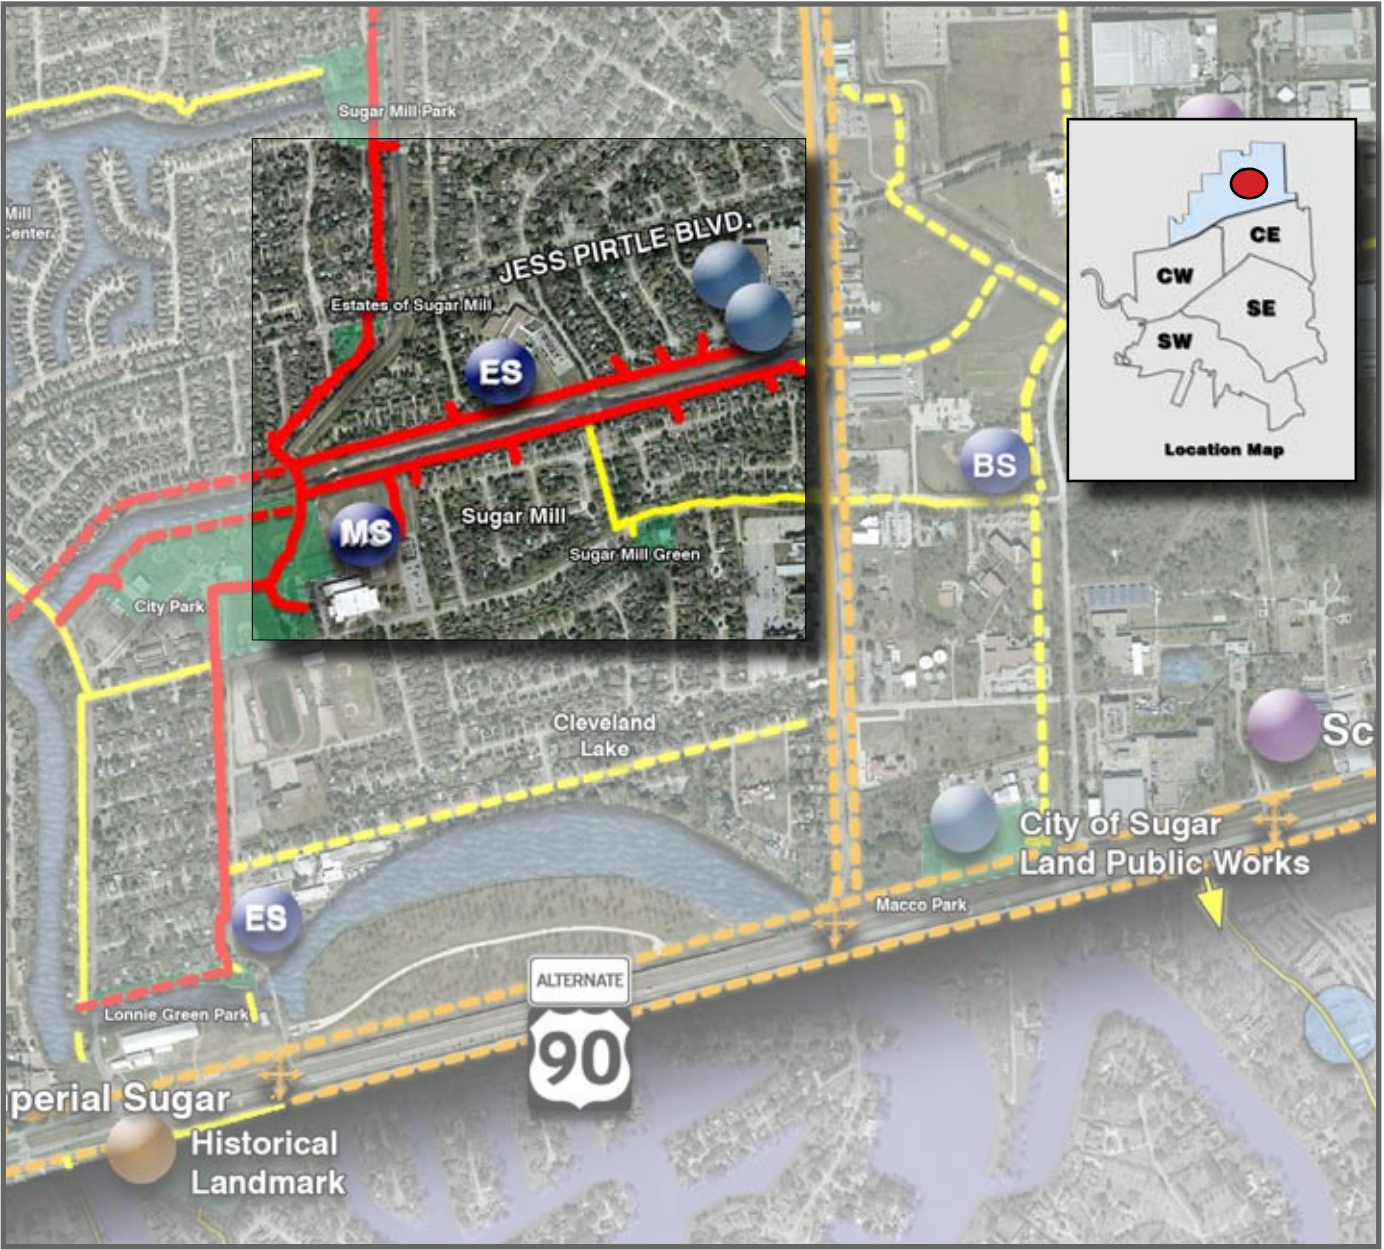 Sugar Mill Park
Mill
Center
JESS PIRTLE BLVD.
Estates of Sugar Mill
ES
CE
CW
SE
SW
Location Map
BS
MS
Sugar Mill
Sugar Mill Green
City Park
Cleveland
Lake
Sc
City of Sugar
Land Public Works
Macco Park
ES
ALTERNATE
90
Lonnie Green Park
perial Sugar
Historical
Landmark